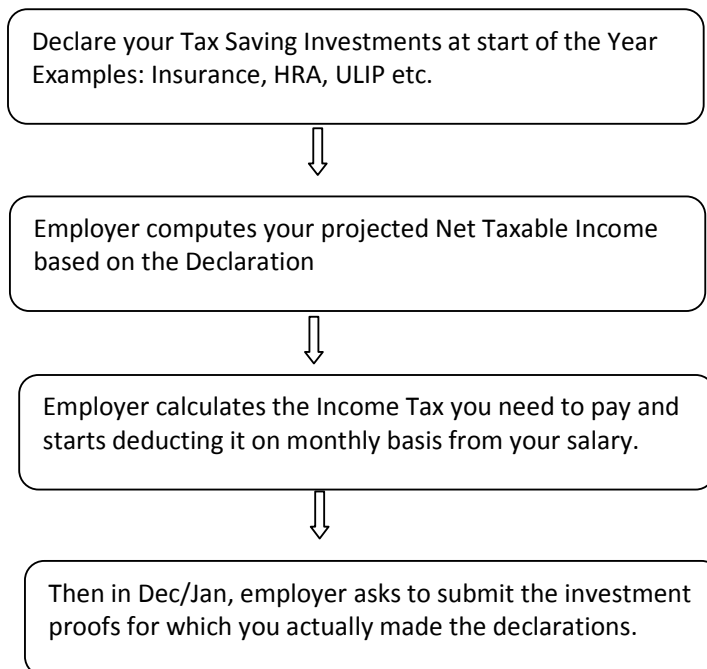 Declare your Tax Saving Investments at start of the Year
Examples: Insurance, HRA, ULIP etc.
Employer computes your projected Net Taxable Income
based on the Declaration
Employer calculates the Income Tax you need to pay and
starts deducting it on monthly basis from your salary.
Then in Dec/Jan, employer asks to submit the investment
proofs for which you actually made the declarations.